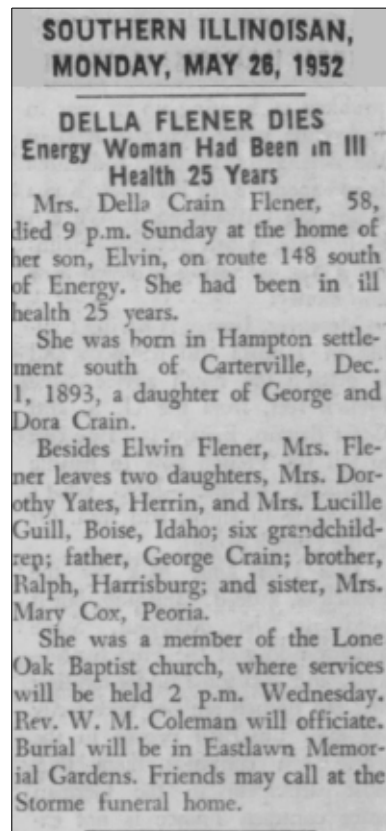 SOUTHERN ILLINOISAN,
MONDAY, MAY 26, 1952
DELLA FLENER DIES
Energy Woman Had Been in Ill
Health 25 Years
Mrs. Della Crain Flener, 58,
died 9 p.m. Sunday at the home of
her son, Elvin, on route 148 south
of Energy. She had been in ill
health 25 years.
She was born in Hampton settle-
ment south of Carterville, Dec.
1, 1893, a daughter of George and
Dora Crain.
Besides Elwin Flener, Mrs. Fle-
ner leaves two daughters, Mrs. Dor-
othy Yates, Herrin, and Mrs. Lucille
Guill, Boise, Idaho; six grandchild-
ren; father, George Crain; brother,
Ralph, Harrisburg; and sister, Mrs.
Mary Cox, Peoria.
She was a member of the Lone
Oak Baptist church, where services
will be held 2 p.m. Wednesday.
Rev. W. M. Coleman will officiate.
Burial will be in Eastlawn Memor-
ial Gardens. Friends may call at the
Storme funeral home.